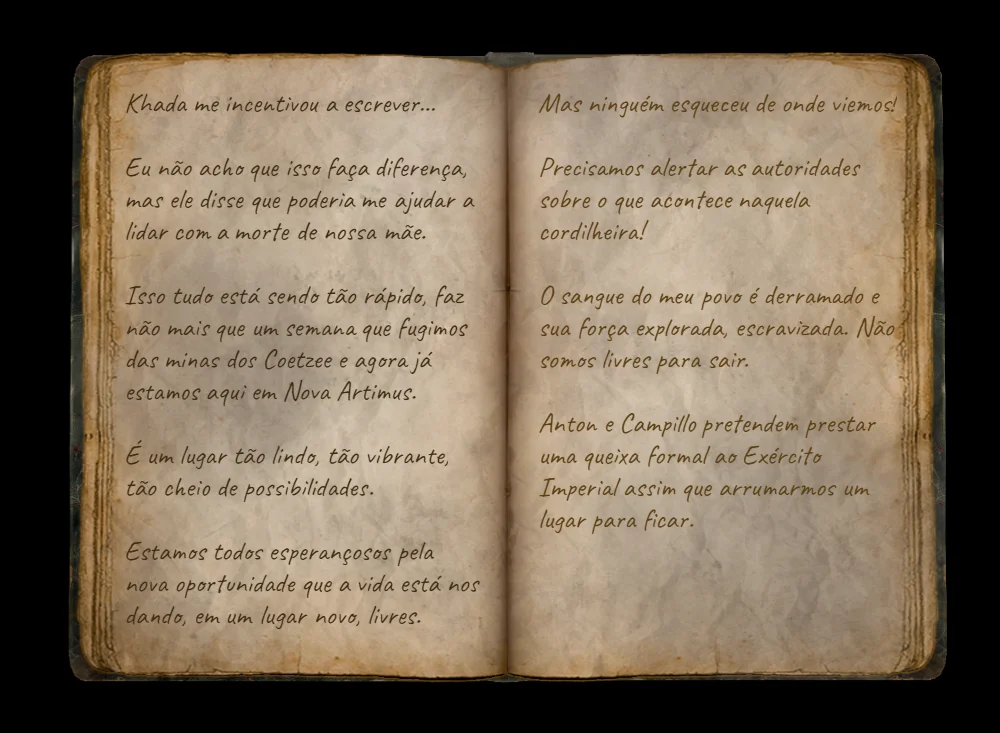 Khada me incentivou a escrever...
Eu não acho que isso faça diferença,
mas ele disse que poderia me ajudar a
lidar com a morte de nossa mãe.
Isso tudo está sendo tão rápido, faz
não mais que um semana que fugimos
das minas dos Coetzee e agora já
estamos aqui em Nova Artimus.
É um lugar tão lindo, tão vibrante,
tão cheio de possibilidades.
Estamos todos esperançosos pela
nova oportunidade que a vida está nos
dando, em um lugar novo, livres.
Mas ninguém esqueceu de onde viemos!
Precisamos alertar as autoridades
sobre o que acontece naquela
cordilheira!
O sangue do meu povo é derramado e
sua força explorada, escravizada. Não
somos livres para sair.
Anton e Campillo pretendem prestar
uma queixa formal ao Exército
Imperial assim que arrumarmos um
lugar para ficar.